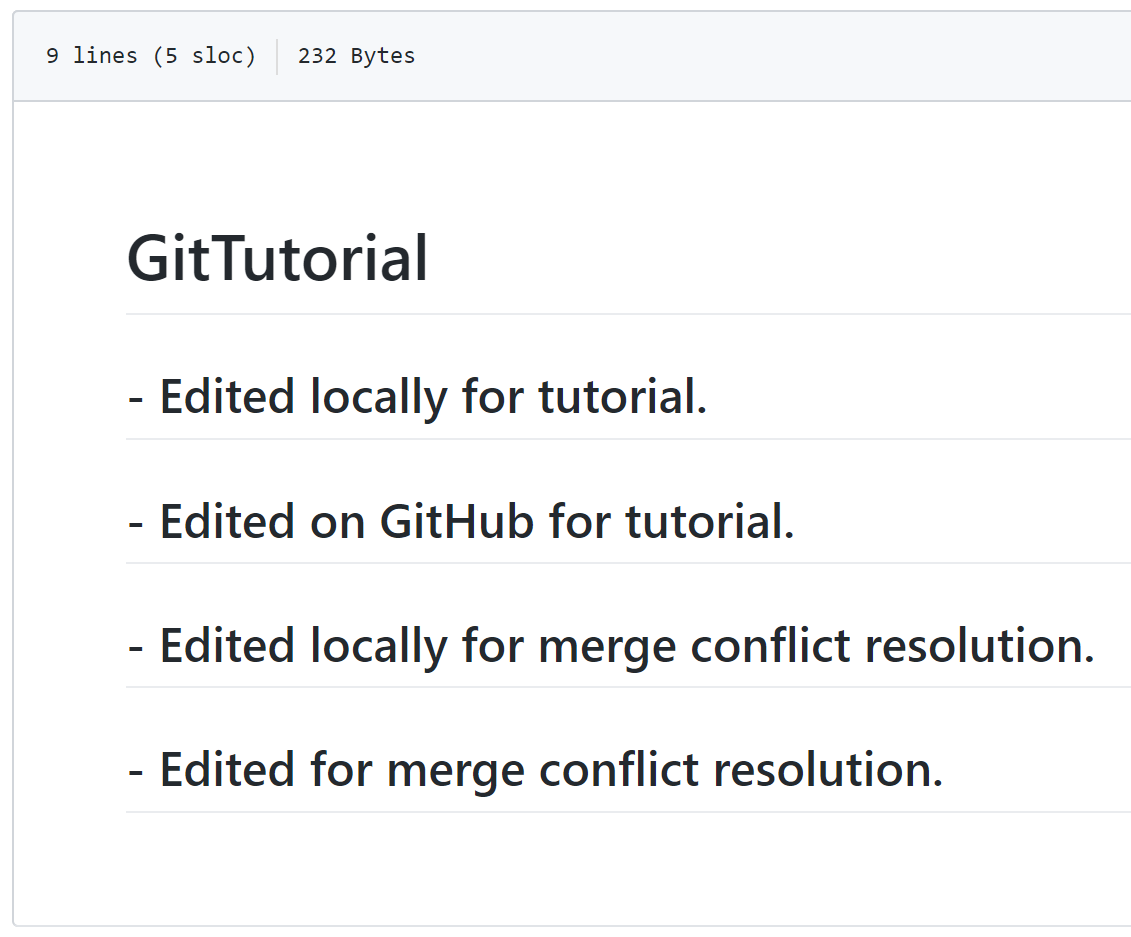 9 lines (5 sloc) 232 Bytes
GitTutorial
- Edited locally for tutorial.
- Edited on GitHub for tutorial.
- Edited locally for merge conflict resolution.
- Edited for merge conflict resolution.